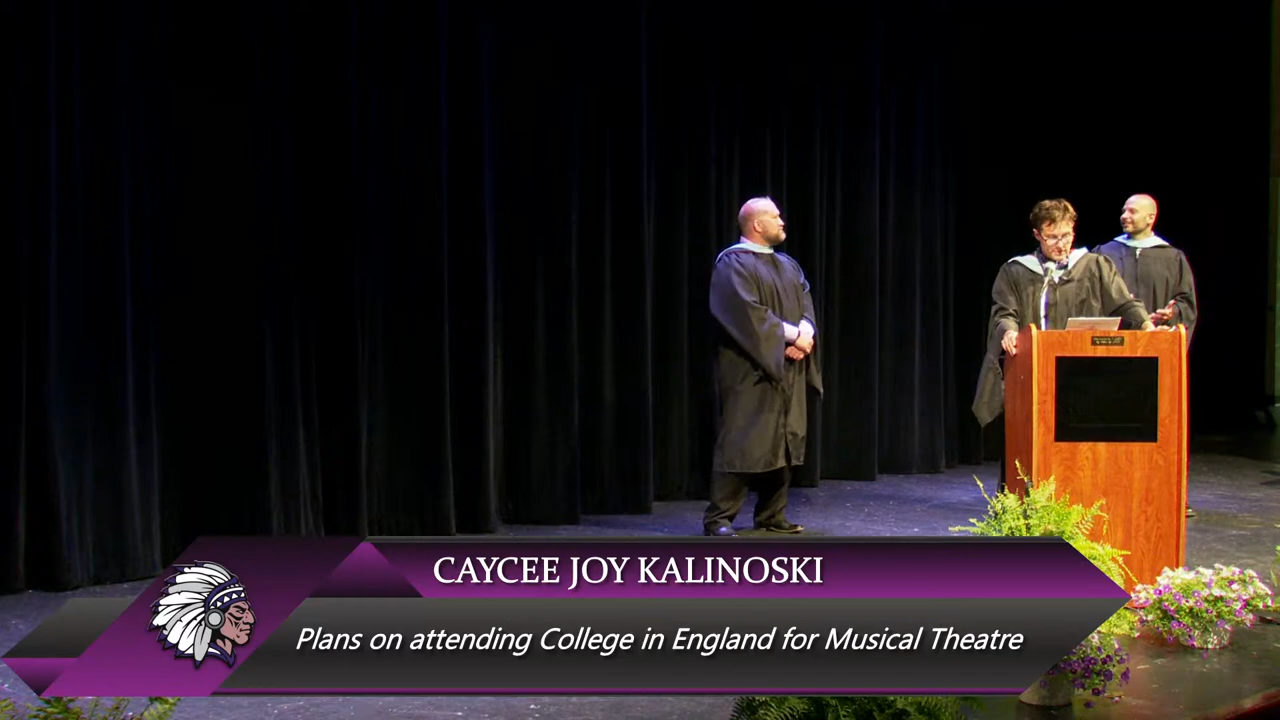 CAYCEE JOY KALINOSKI
Plans on attending College in England for Musical Theatre